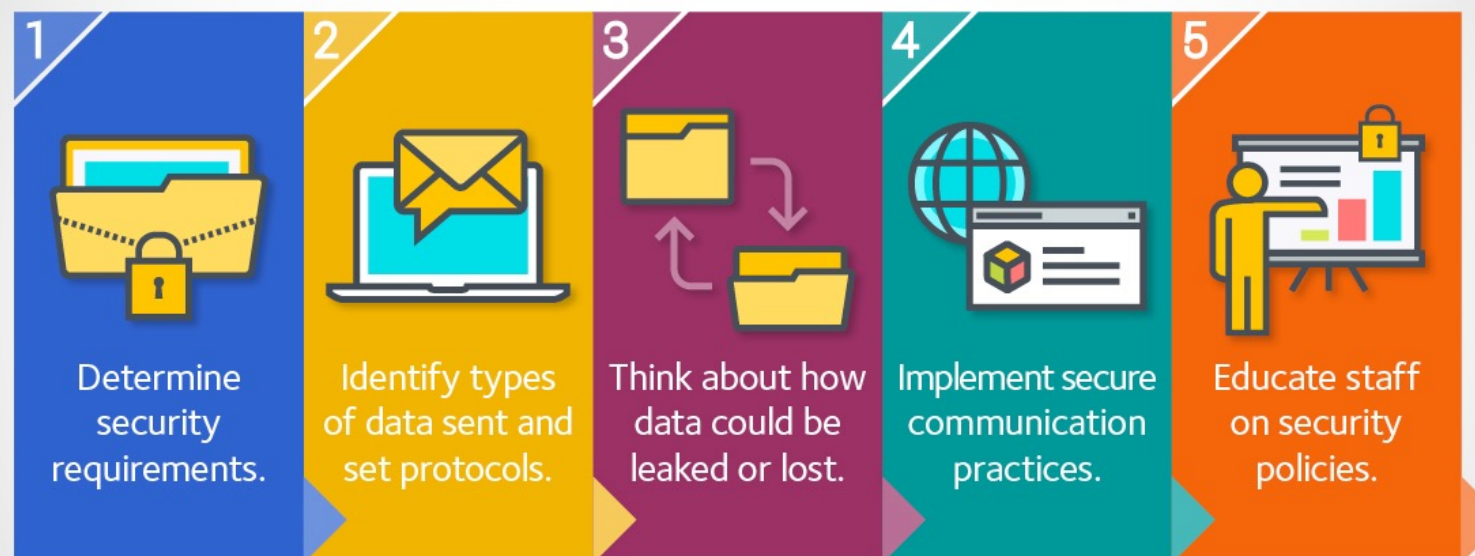 1
Determine
security
requirements.
2
Identify types
of data sent and
set protocols.
3
Think about how
data could be
leaked or lost.
4
Implement secure
communication
practices.
5
Educate staff
on security
policies.